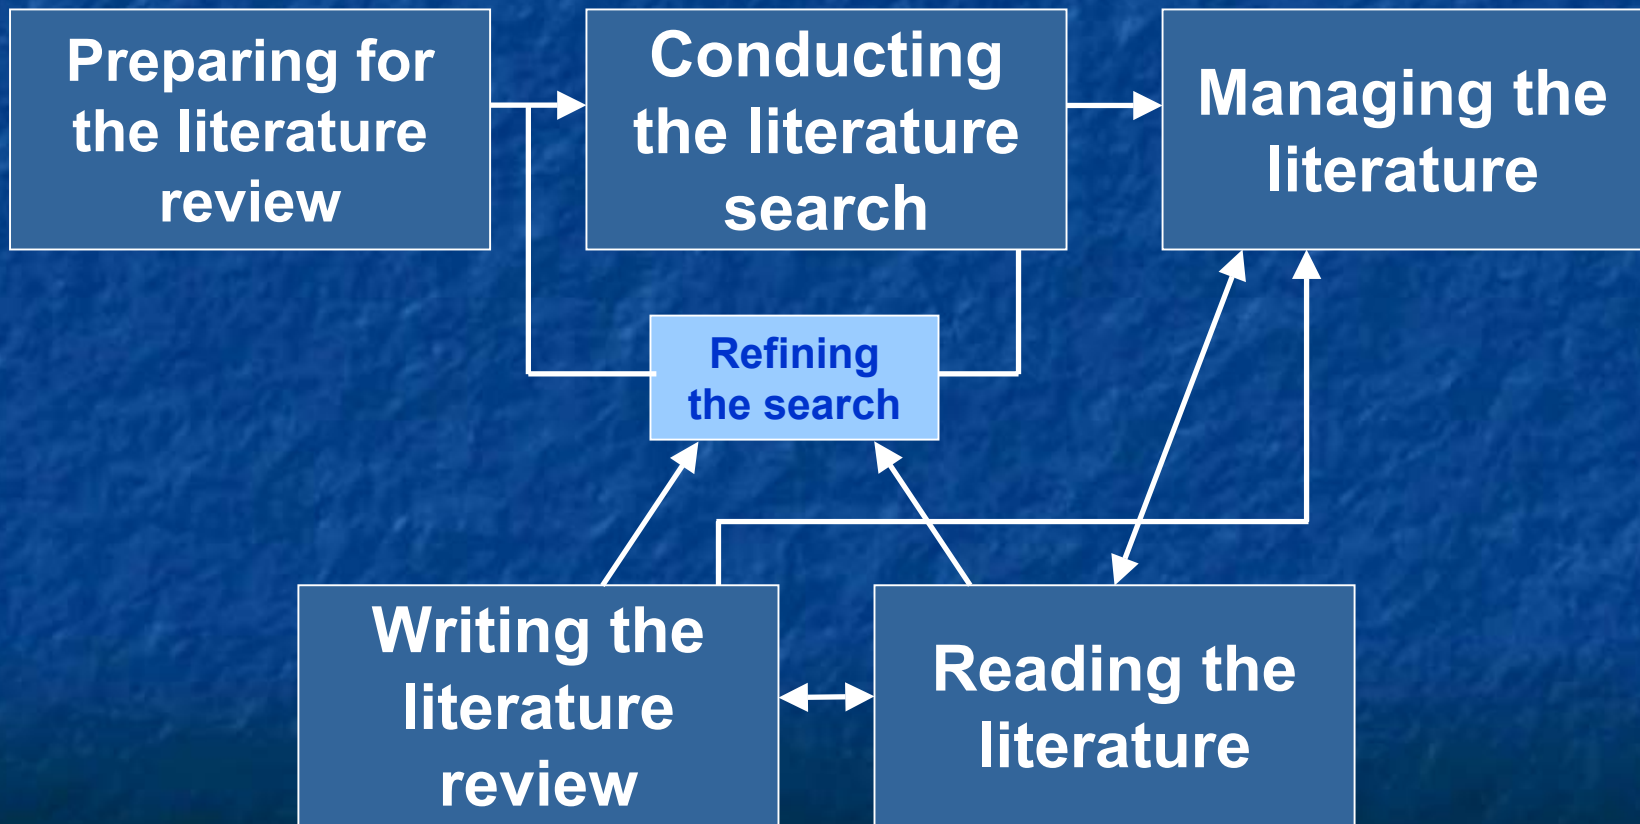 Preparing for
the literature
review
Conducting
the literature
search
Managing the
literature
Refining
the search
Writing the
literature
review
Reading the
literature